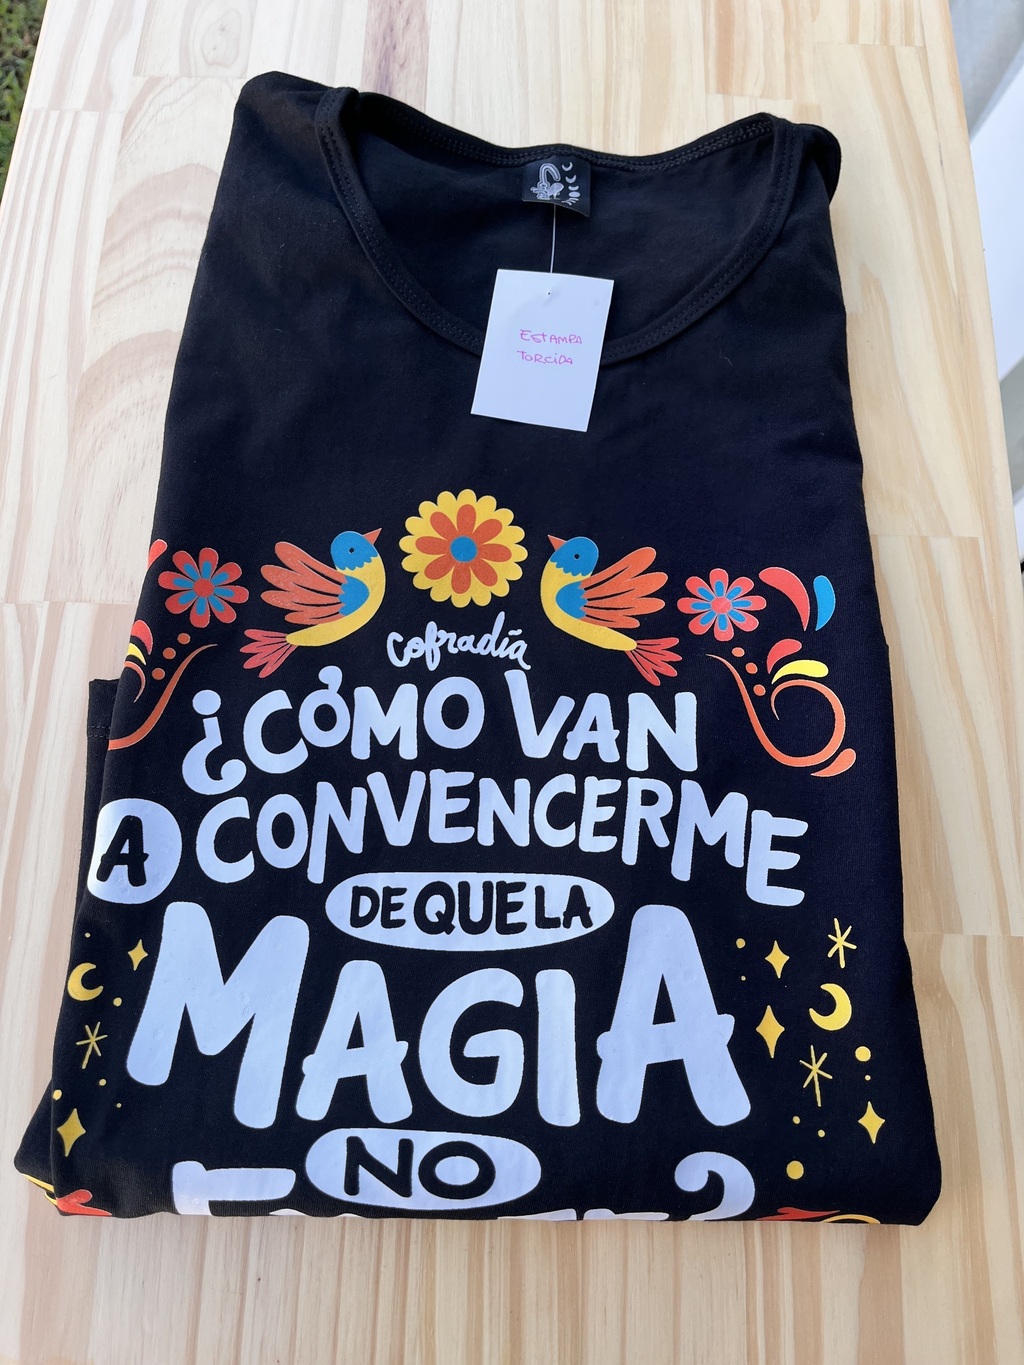 ESTAMPA
TORCIDA
cofradía
¿CÓMO VAN
A CONVENCERME
DE QUE LA
MAGIA
NO